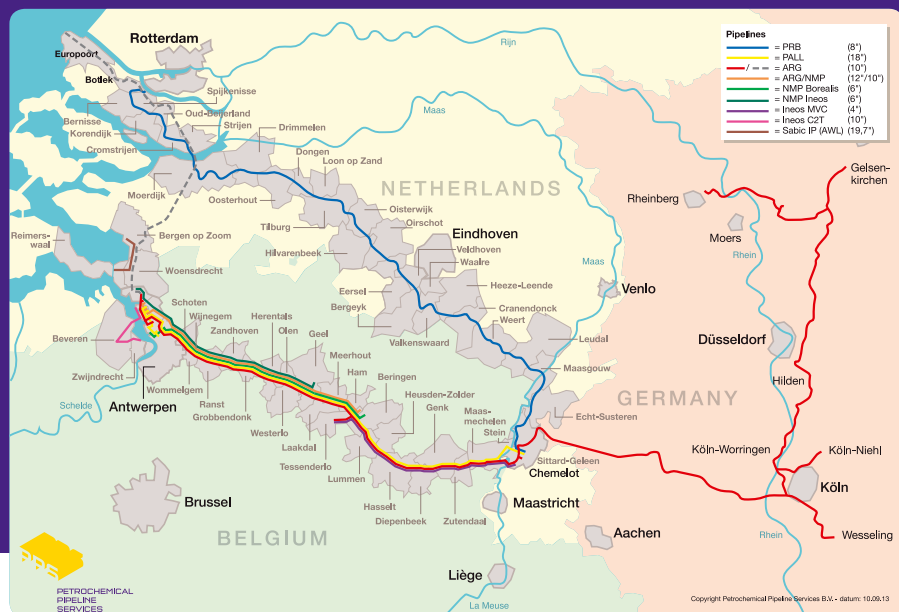 Pipelines
= PRB (8")
= PALL (18")
/ = ARG (10")
= ARG/NMP (12"/10")
= NMP Borealis (6")
= NMP Ineos (6")
= Ineos MVC (4")
= Ineos C2T (10")
= Sabic IP (AWL) (19,7")
Rotterdam
Europoort
Botlek
Rijn
Spijkenisse
Oud-Beijerland
Strijen
Bernisse
Korendijk
Cromstrijen
Drimmelen
Maas
Dongen
Loon op Zand
Moerdijk
Oosterhout
NETHERLANDS
Gelsen-
kirchen
Rheinberg
Oisterwijk
Oirschot
Tilburg
Eindhoven
Moers
Reimers-
waal
Bergen op Zoom
Hilvarenbeek
Veldhoven
Waalre
Rhein
Maas
Woensdrecht
Heeze-Leende
Eersel
Venlo
Bergeyk
Cranendonck
Weert
Schoten
Wijnegem
Herentals
Zandhoven
Olen
Geel
Valkenswaard
Leudal
Düsseldorf
Beveren
Meerhout
Maasgouw
Ham
Beringen
Zwijndrecht
Wommelgem
Hilden
Ranst
Heusden-Zolder
GERMANY
Schelde
Antwerpen
Grobbendonk
Genk
Maas-
mechelen
Echt-Susteren
Westerlo
Stein
Laakdal
Köln-Worringen
Köln-Niehl
Tessenderlo
Sittard-Geleen
Chemelot
Lummen
Köln
Brussel
Hasselt
Maastricht
Diepenbeek
Zutendaal
BELGIUM
Aachen
Rhein
Wesseling
PPS
Liège
PETROCHEMICAL
PIPELINE
SERVICES
La Meuse
Copyright Petrochemical Pipeline Services B.V. - datum: 10.09.13